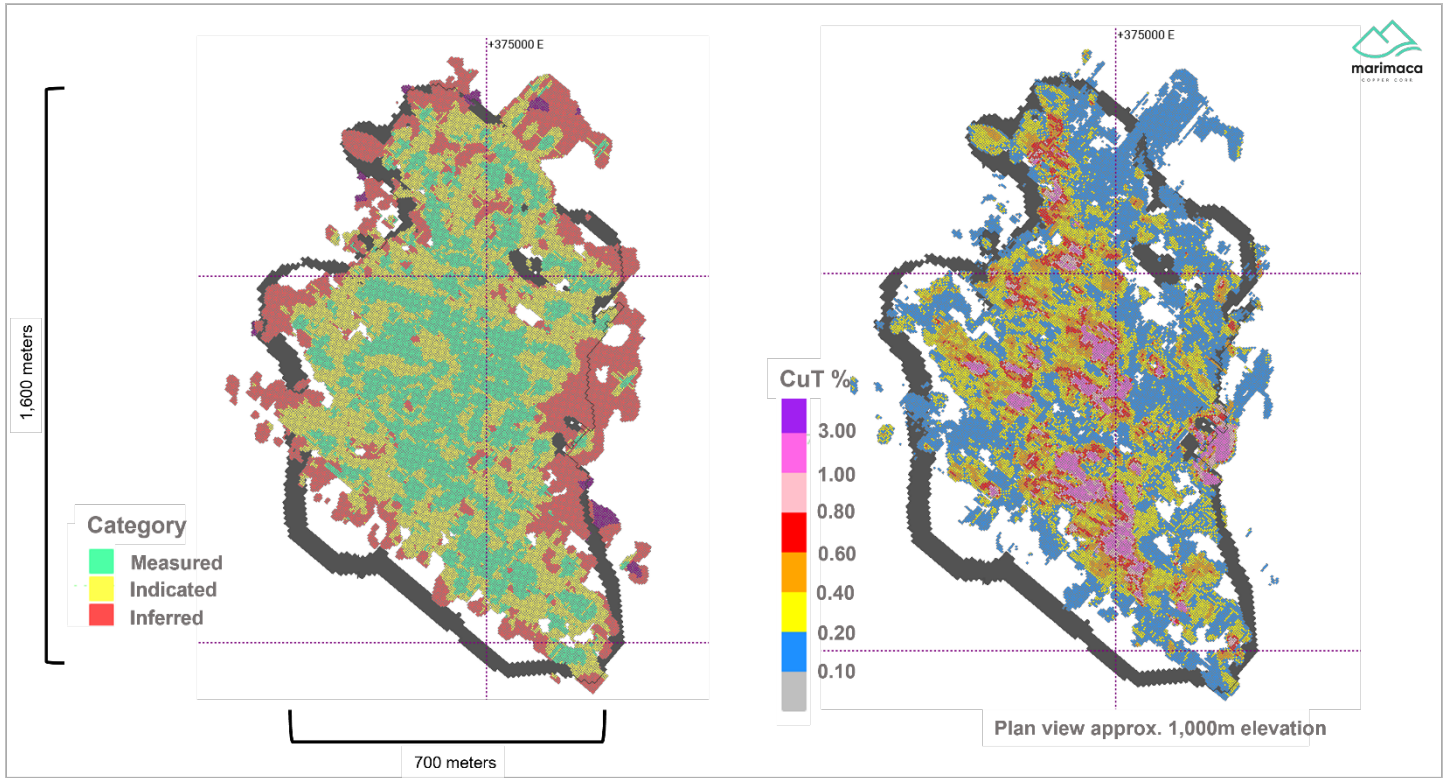 +375000 E
+375000 E
marimaca
COPPER CORP
1,600 meters
Category
Measured
Indicated
Inferred
700 meters
CuT %
3.00
1.00
0.80
0.60
0.40
0.20
0.10
Plan view approx. 1,000m elevation